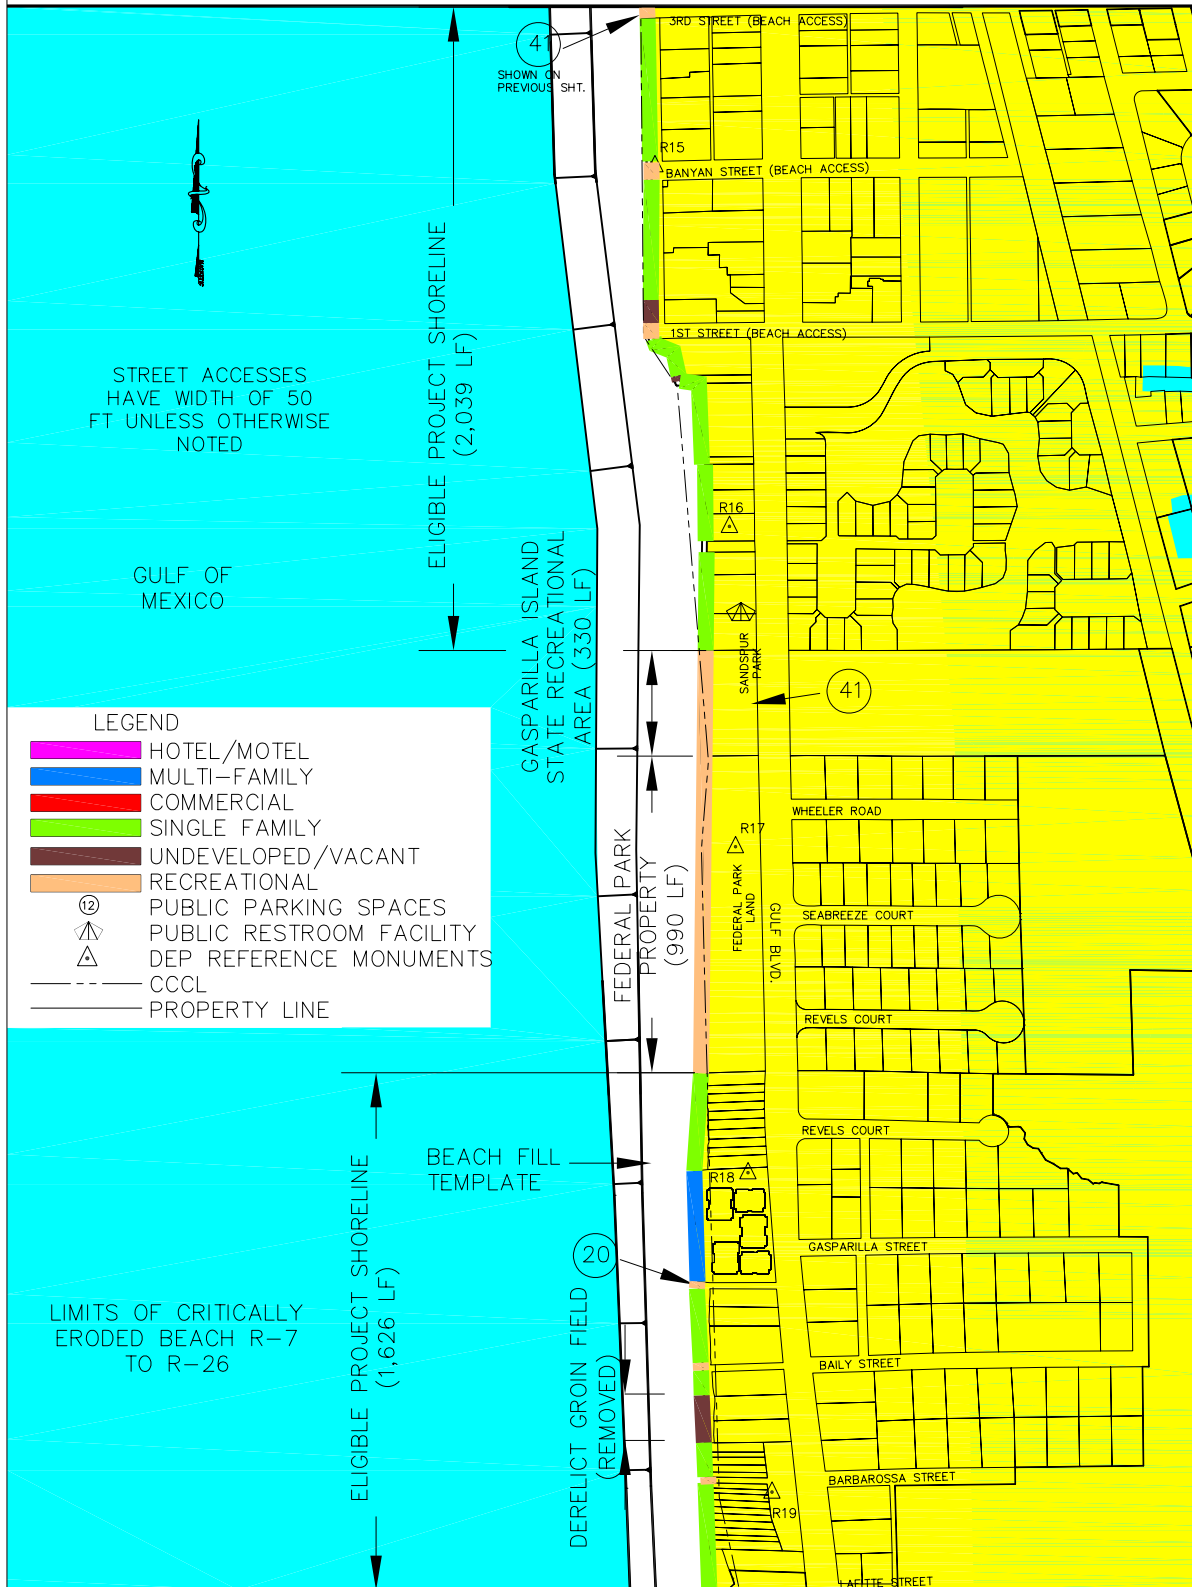 41
SHOWN ON
PREVIOUS SHT.
3RD STREET (BEACH ACCESS)
R15
BANYAN STREET (BEACH ACCESS)
1ST STREET (BEACH ACCESS)
ELIGIBLE PROJECT SHORELINE
(2,039 LF)
STREET ACCESSES
HAVE WIDTH OF 50
FT UNLESS OTHERWISE
NOTED
R16
GULF OF
MEXICO
GASPARILLA ISLAND
STATE RECREATIONAL
AREA (330 LF)
SANDSPUR
PARK
41
LEGEND
HOTEL/MOTEL
MULTI-FAMILY
COMMERCIAL
SINGLE FAMILY
UNDEVELOPED/VACANT
RECREATIONAL
12
PUBLIC PARKING SPACES
PUBLIC RESTROOM FACILITY
DEP REFERENCE MONUMENTS
CCCL
PROPERTY LINE
FEDERAL PARK
PROPERTY
(990 LF)
R17
FEDERAL PARK
LAND
GULF BLVD.
WHEELER ROAD
SEABREEZE COURT
REVELS COURT
REVELS COURT
BEACH FILL
TEMPLATE
R18
GASPARILLA STREET
20
ELIGIBLE PROJECT SHORELINE
(1,626 LF)
LIMITS OF CRITICALLY
ERODED BEACH R-7
TO R-26
DERELICT GROIN FIELD
(REMOVED)
BAILY STREET
BARBAROSSA STREET
R19
LAFITTE STREET